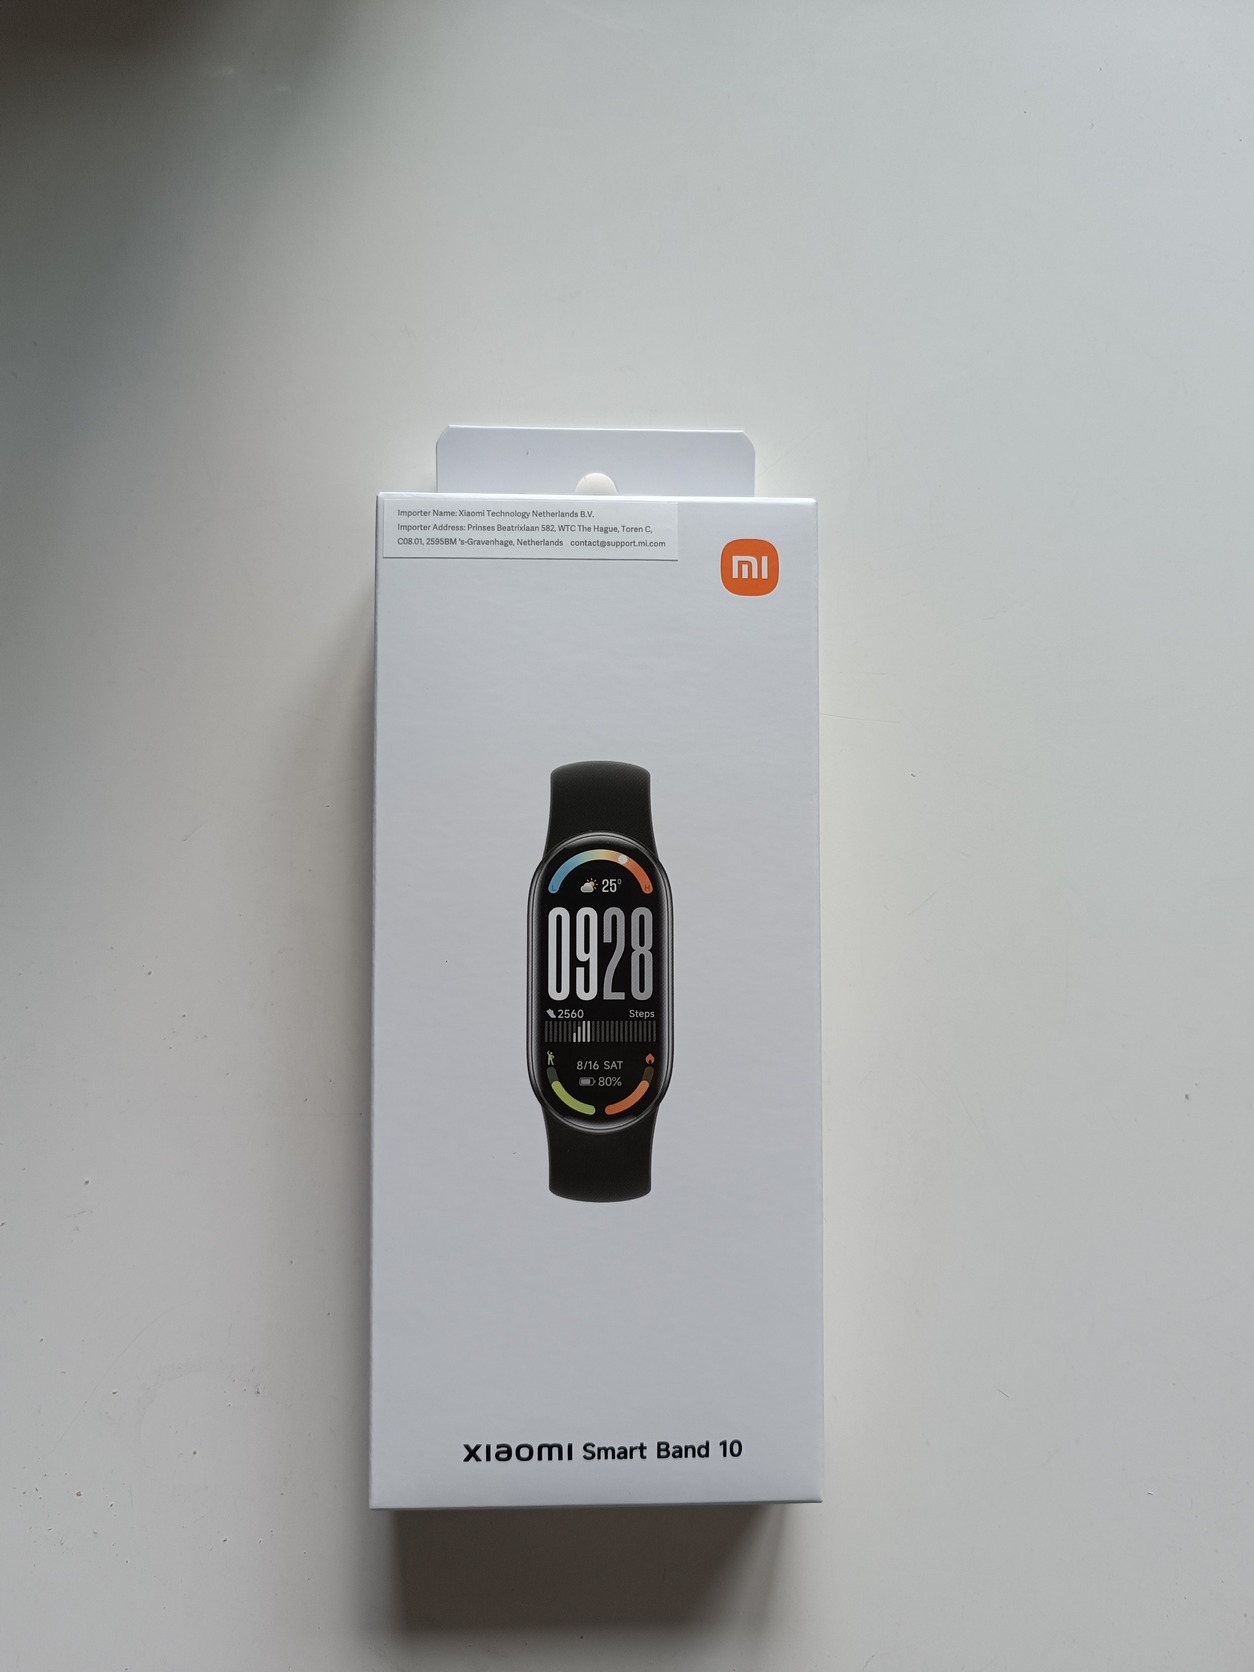 Importer Name: Xiaomi Technology Netherlands B.V.
Importer Address: Prinses Beatrixlaan 582, WTC The Hague, Toren C,
C08.01, 2595BM 's-Gravenhage, Netherlands contact@support.mi.com
mi
L H
25°
0928
2560 Steps
8/16 SAT
80%
xiaomi Smart Band 10